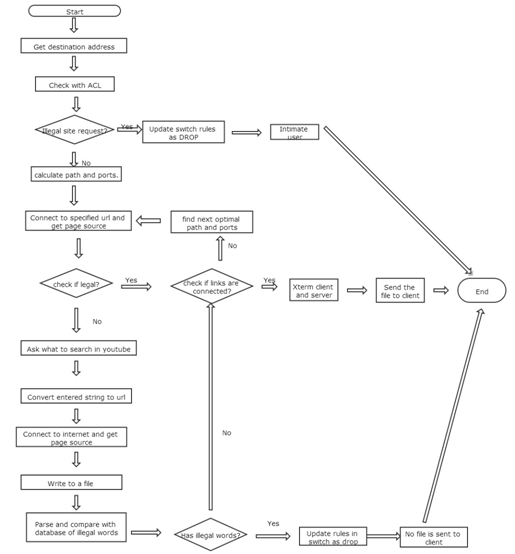 Start
Get destination address
Check with ACL
Illegal site request?
Yes
Update switch rules
as DROP
Intimate
user
No
calculate path and ports.
Connect to specified url and
get page source
find next optimal
path and ports
No
check if legal?
Yes
check if links are
connected?
Yes
Xterm client
and server
Send the
file to client
End
No
Ask what to search in youtube
Convert entered string to url
Connect to internet and get
page source
No
Write to a file
Parse and compare with
database of illegal words
Has illegal words?
Yes
Update rules in
switch as drop
No file is sent to
client